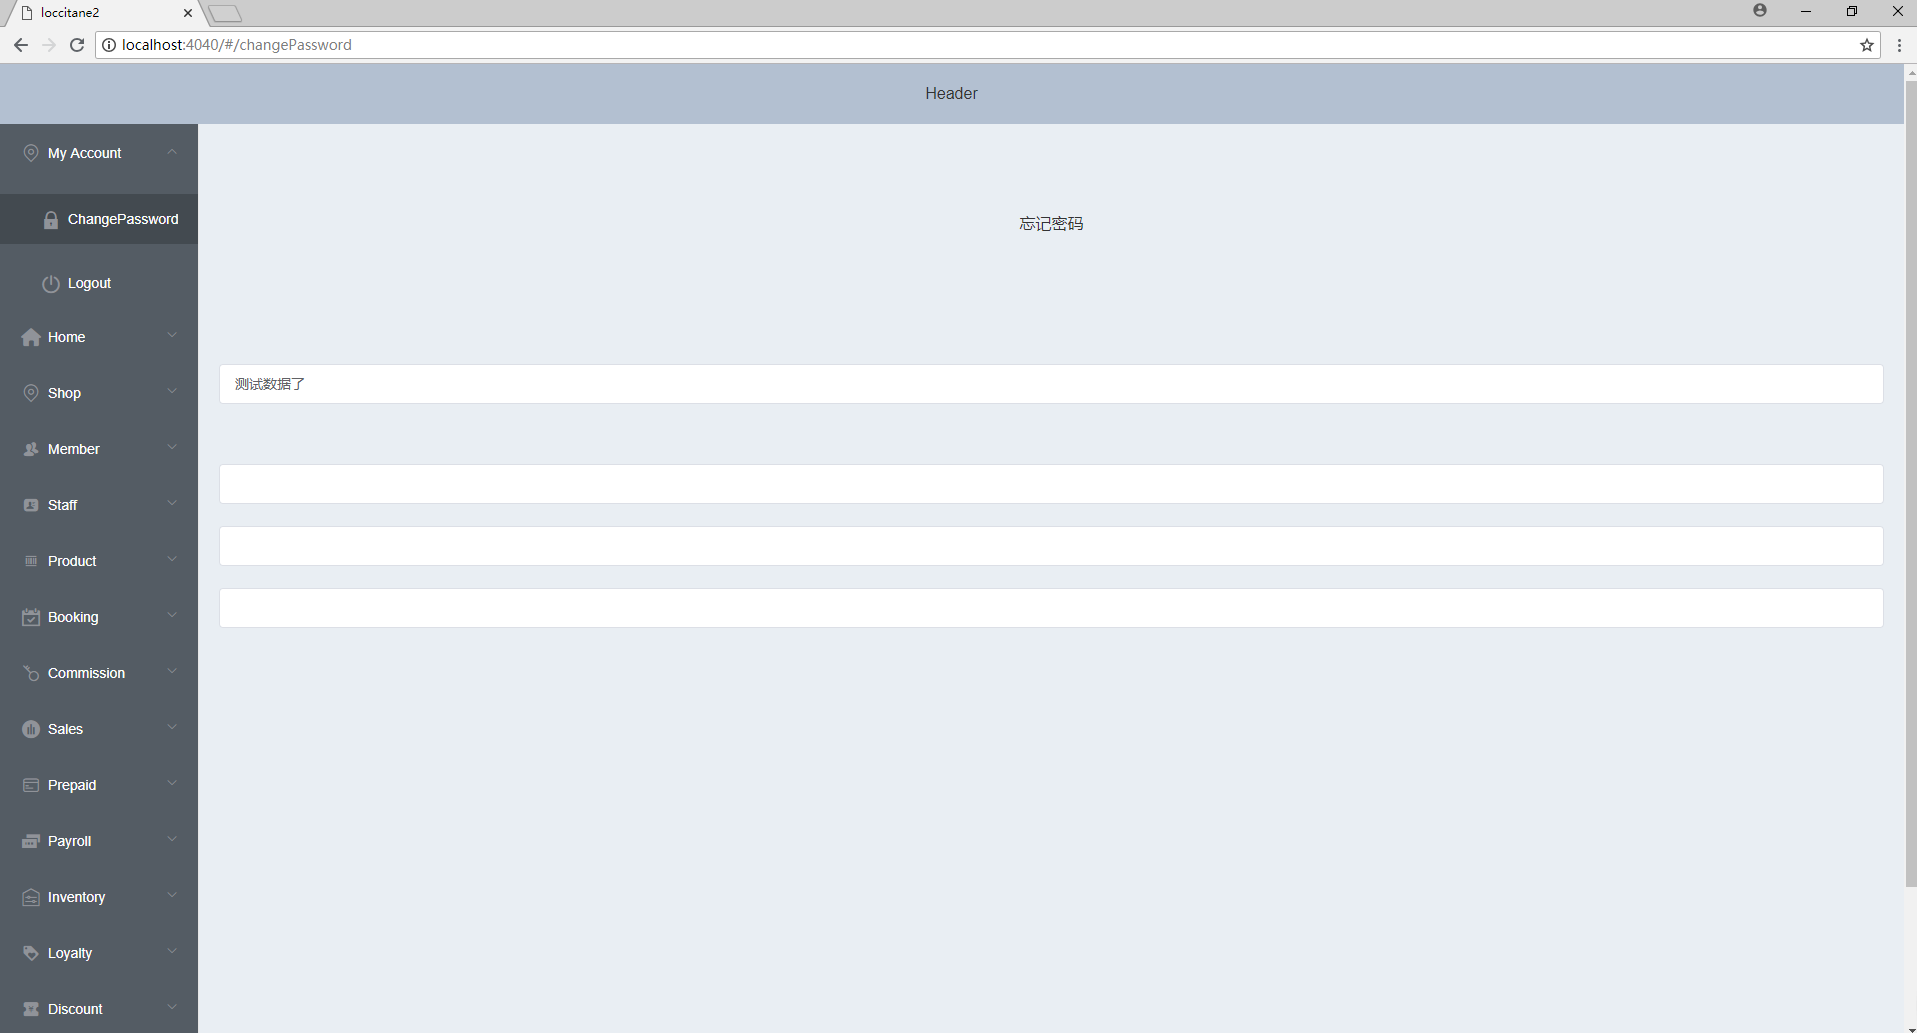 loccitane2
localhost:4040/#/changePassword
Header
My Account
ChangePassword
忘记密码
Logout
Home
测试数据了
Shop
Member
Staff
Product
Booking
Commission
Sales
Prepaid
Payroll
Inventory
Loyalty
Discount